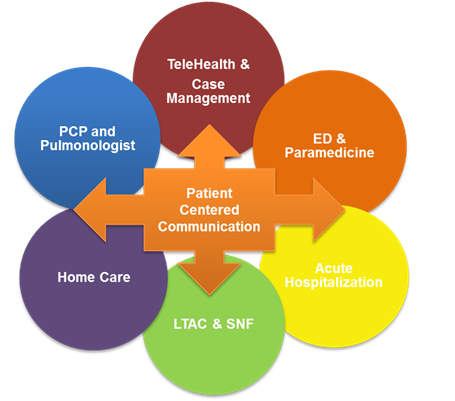 TeleHealth &
Case
Management
PCP and
Pulmonologist
ED &
Paramedicine
Patient
Centered
Communication
Home Care
Acute
Hospitalization
LTAC & SNF